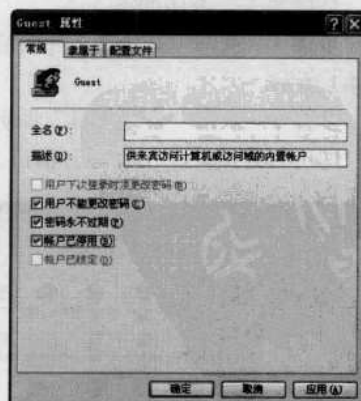 Guest 属性
常规 隶属于 配置文件
Guest
全名(F):
描述(D): 供来宾访问计算机或访问域的内置帐户
用户下次登录时须更改密码(M)
用户不能更改密码(C)
密码永不过期(P)
帐户已停用(B)
帐户已锁定(O)
确定 取消 应用(A)